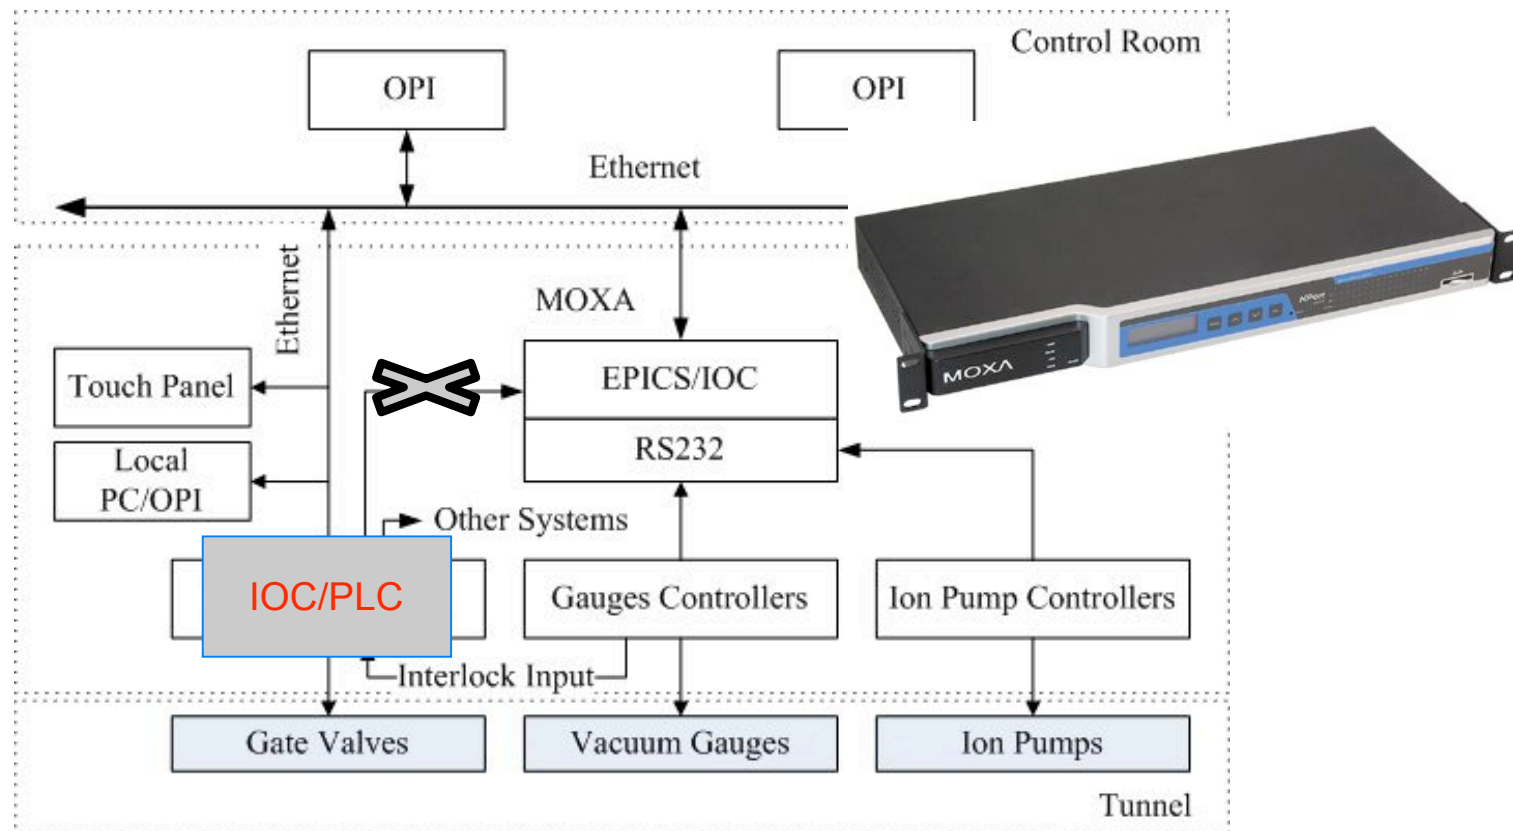 Control Room
OPI
OPI
Ethernet
Ethernet
MOXA
NPort
MOXA
Touch Panel
EPICS/IOC
Local
PC/OPI
RS232
Other Systems
IOC/PLC
Gauges Controllers
Ion Pump Controllers
Interlock Input
Gate Valves
Vacuum Gauges
Ion Pumps
Tunnel